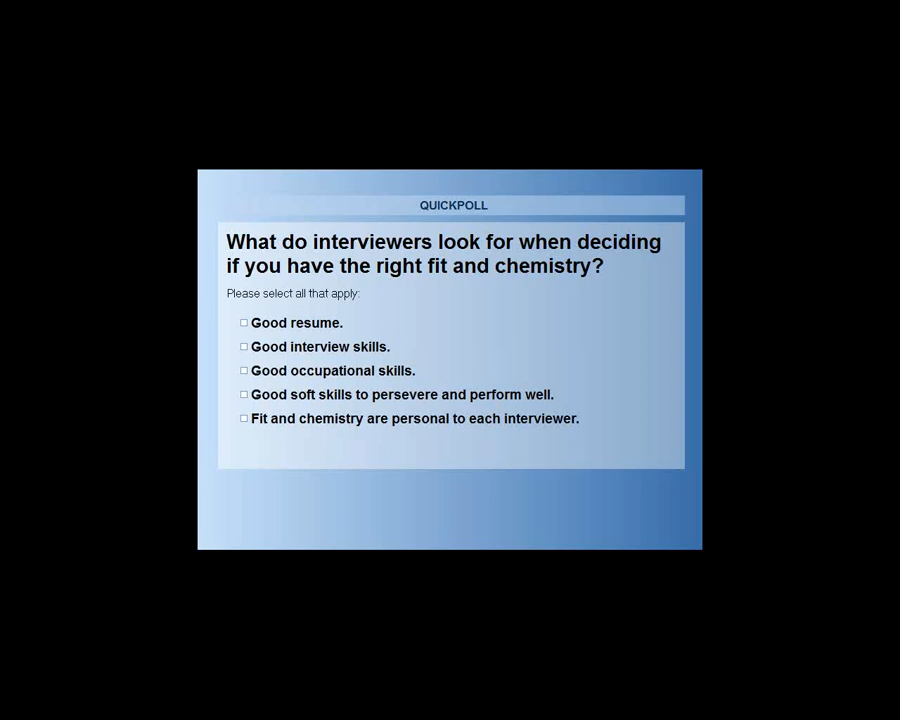 QUICKPOLL
What do interviewers look for when deciding
if you have the right fit and chemistry?
Please select all that apply:
Good resume.
Good interview skills.
Good occupational skills.
Good soft skills to persevere and perform well.
Fit and chemistry are personal to each interviewer.